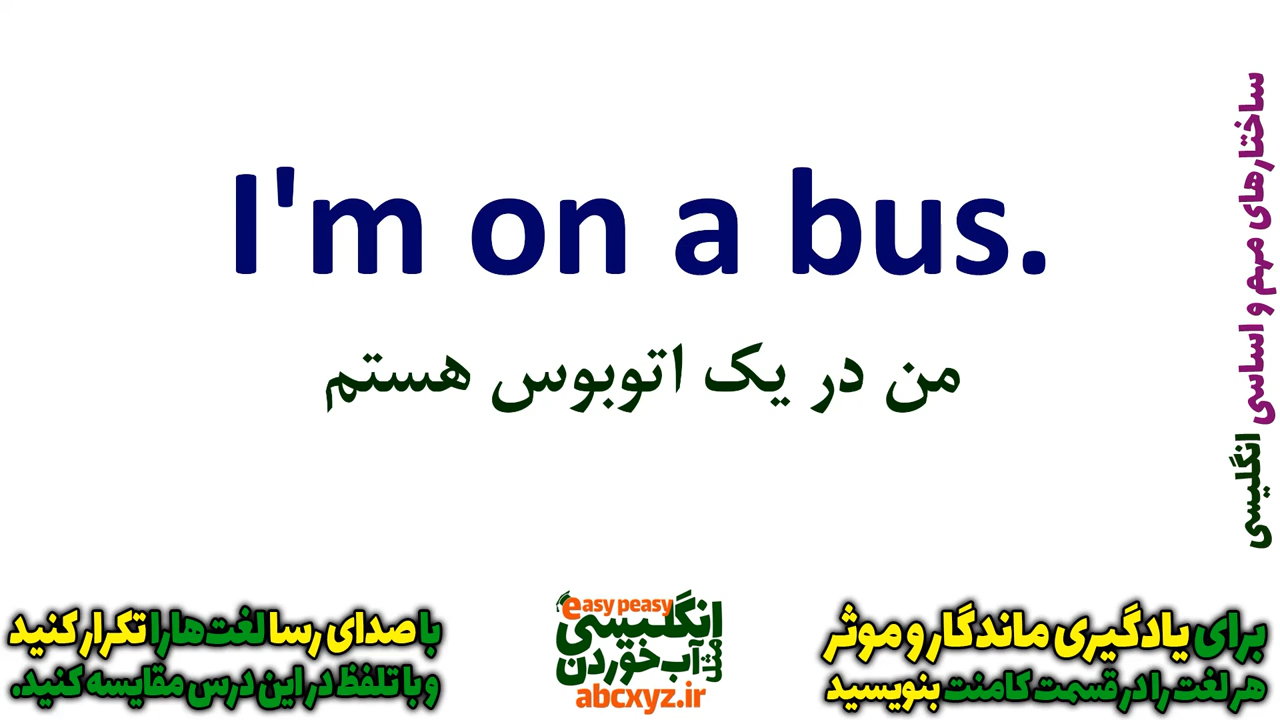 I'm on a bus.
من در یک اتوبوس هستم
ساختارهای مهم و اساسی انگلیسی
برای یادگیری ماندگار و موثر
هر لغت را در قسمت کامنت بنویسید
easy peasy
انگلیسی
مثل آب خوردن
abcxyz.ir
با صدای رسا لغت‌ها را تکرار کنید
و با تلفظ در این درس مقایسه کنید.